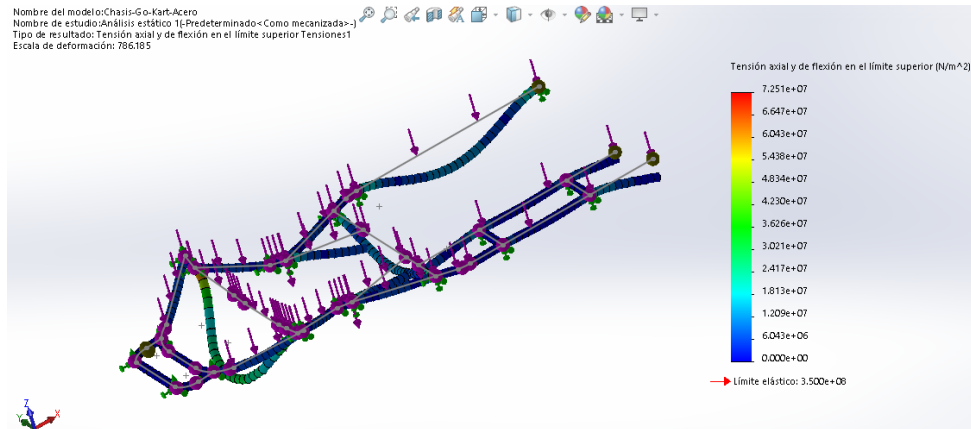 Nombre del modelo:Chasis-Go-Kart-Acero
Nombre de estudio:Análisis estático 1(-Predeterminado<Como mecanizada>-)
Tipo de resultado: Tensión axial y de flexión en el límite superior Tensiones1
Escala de deformación: 786.185
Tensión axial y de flexión en el límite superior (N/m^2)
7.251e+07
6.647e+07
6.043e+07
5.438e+07
4.834e+07
4.230e+07
3.626e+07
3.021e+07
2.417e+07
1.813e+07
1.209e+07
6.043e+06
0.000e+00
Límite elástico: 3.500e+08
Z
Y
X